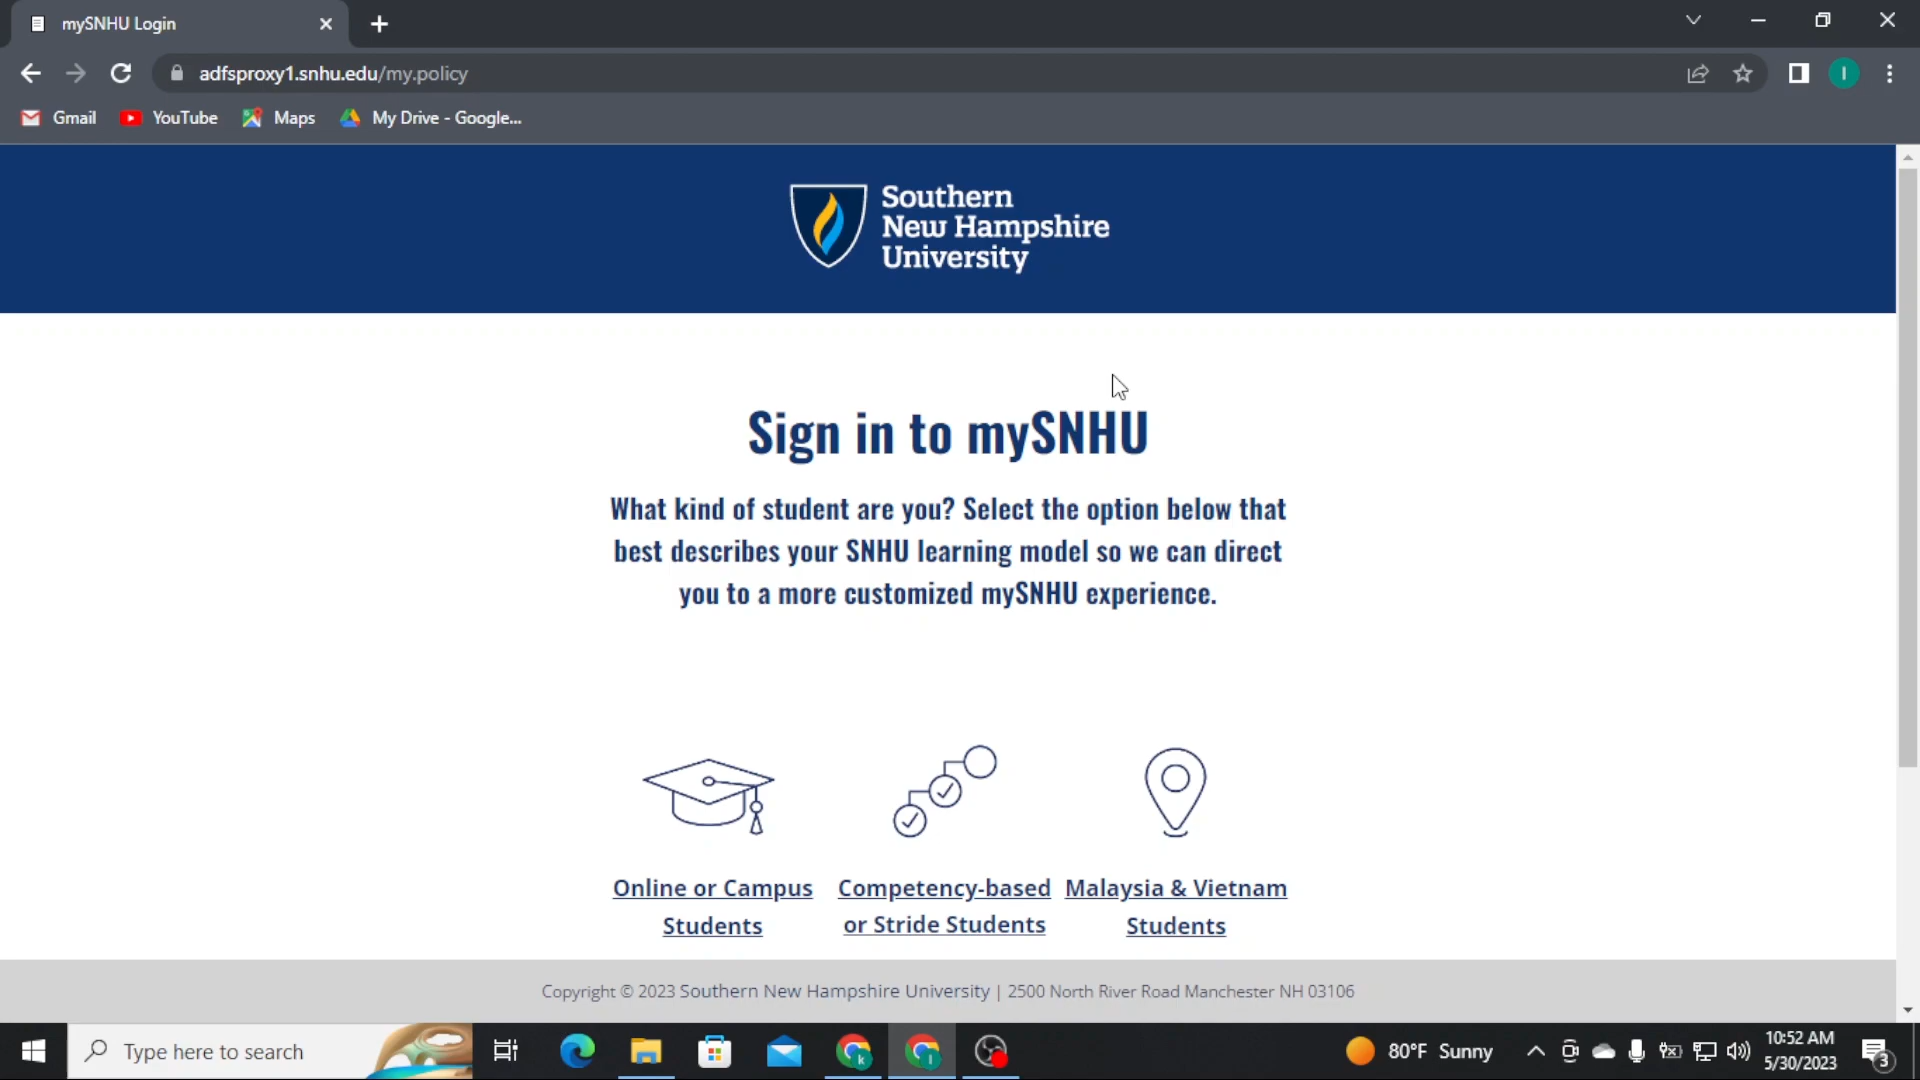 mySNHU Login
adfsproxy1.snhu.edu/my.policy
I
Gmail
YouTube
Maps
My Drive - Google...
Southern
New Hampshire
University
Sign in to mySNHU
What kind of student are you? Select the option below that
best describes your SNHU learning model so we can direct
you to a more customized mySNHU experience.
Online or Campus
Students
Competency-based
or Stride Students
Malaysia & Vietnam
Students
Copyright © 2023 Southern New Hampshire University | 2500 North River Road Manchester NH 03106
Type here to search
k
I
80°F Sunny
10:52 AM
5/30/2023
3